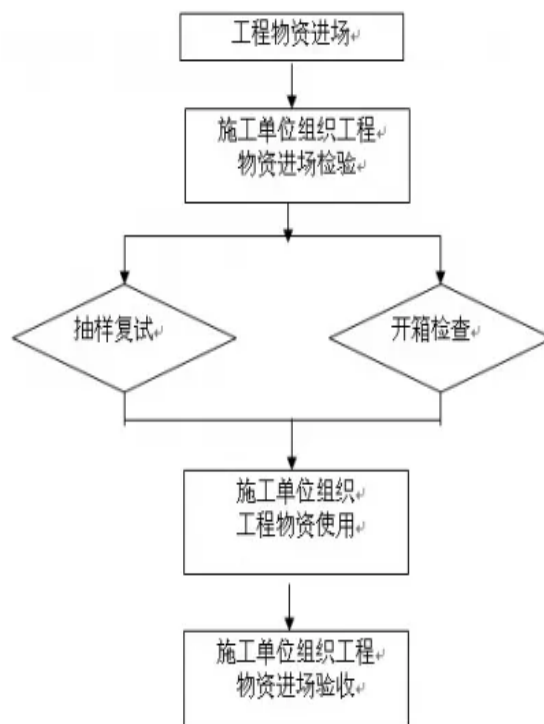 工程物资进场
施工单位组织工程
物资进场检验
抽样复试
开箱检查
施工单位组织
工程物资使用
施工单位组织工程
物资进场验收